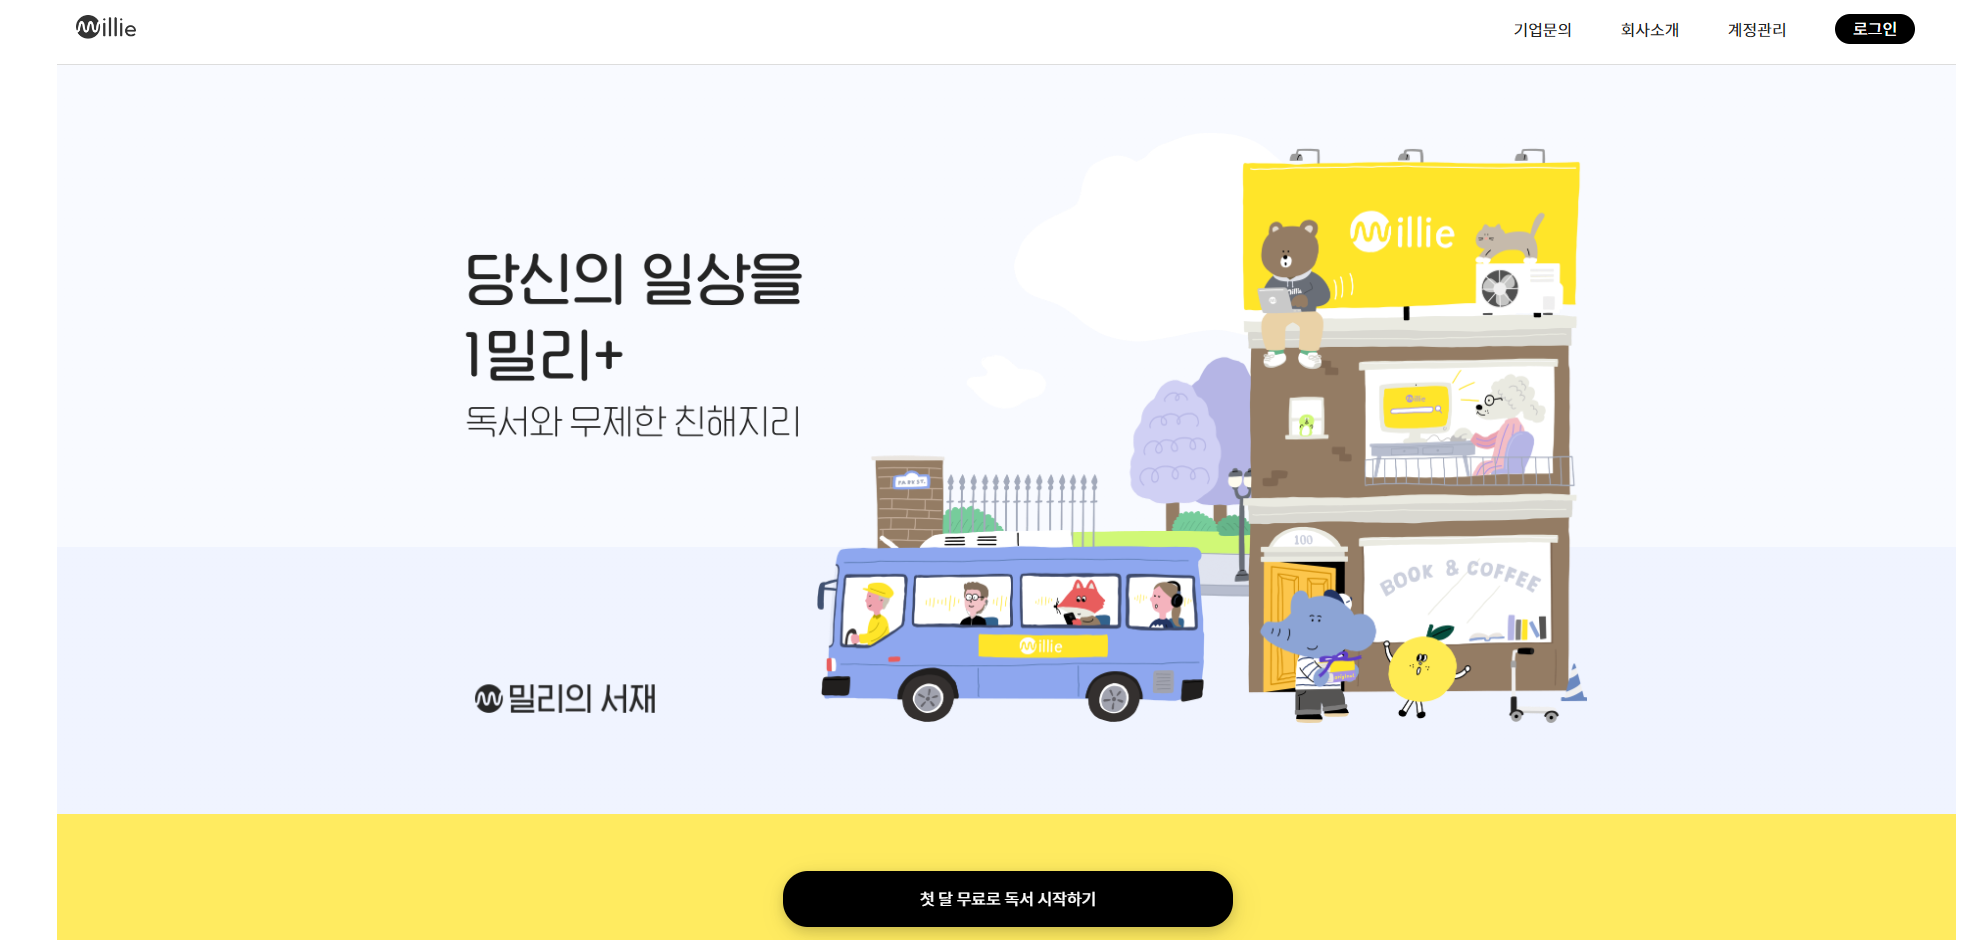 millie
기업문의
회사소개
계정관리
로그인
당신의 일상을
1밀리+
독서와 무제한 친해지리
millie
millie
PARK ST.
100
BOOK & COFFEE
millie
밀리의 서재
첫 달 무료로 독서 시작하기